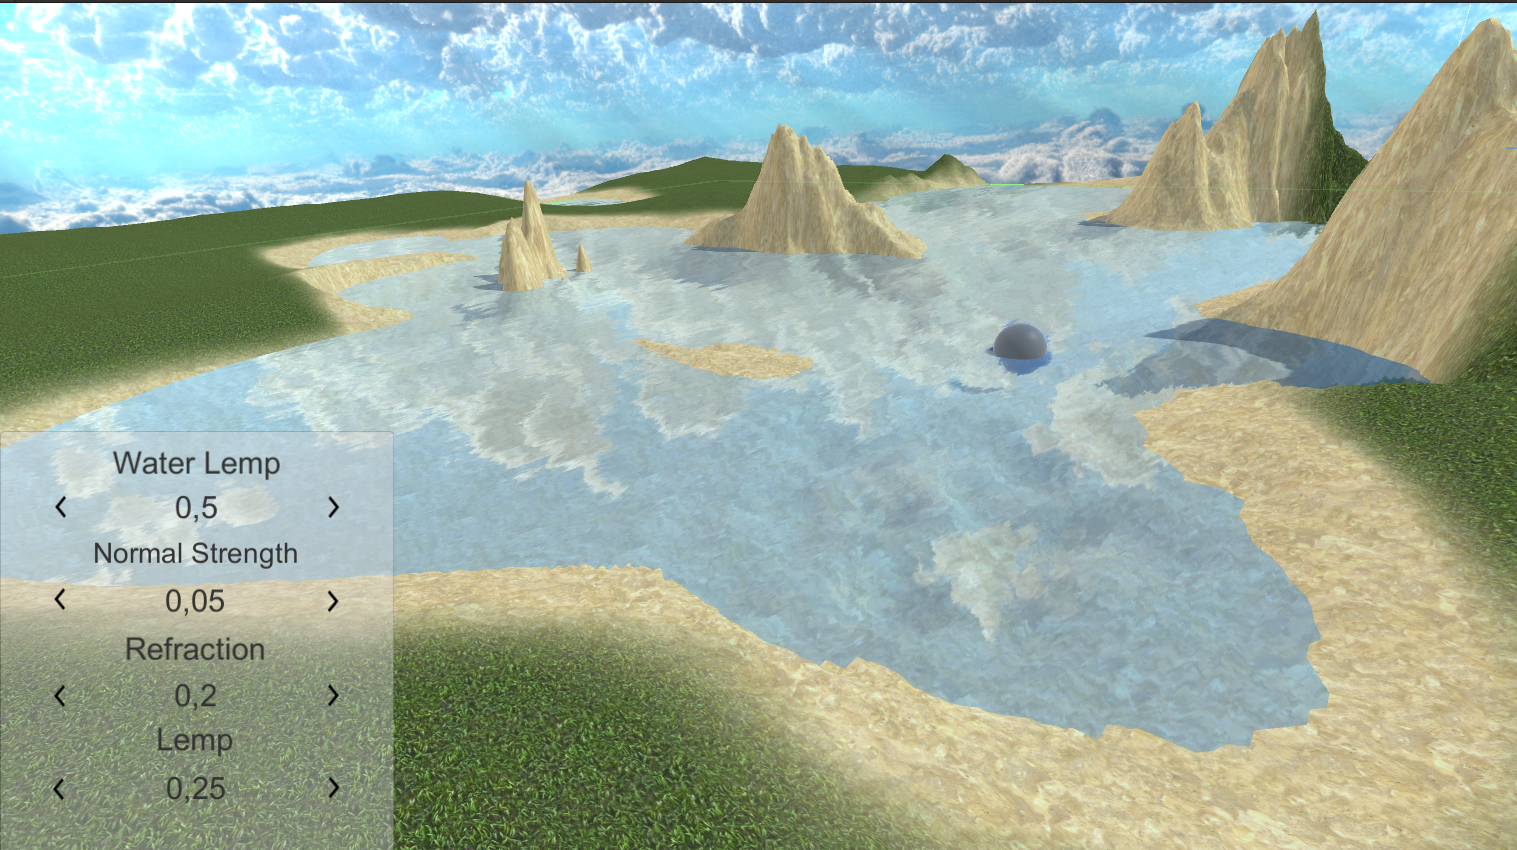 Water Lemp
< 0,5 >
Normal Strength
< 0,05 >
Refraction
< 0,2 >
Lemp
< 0,25 >